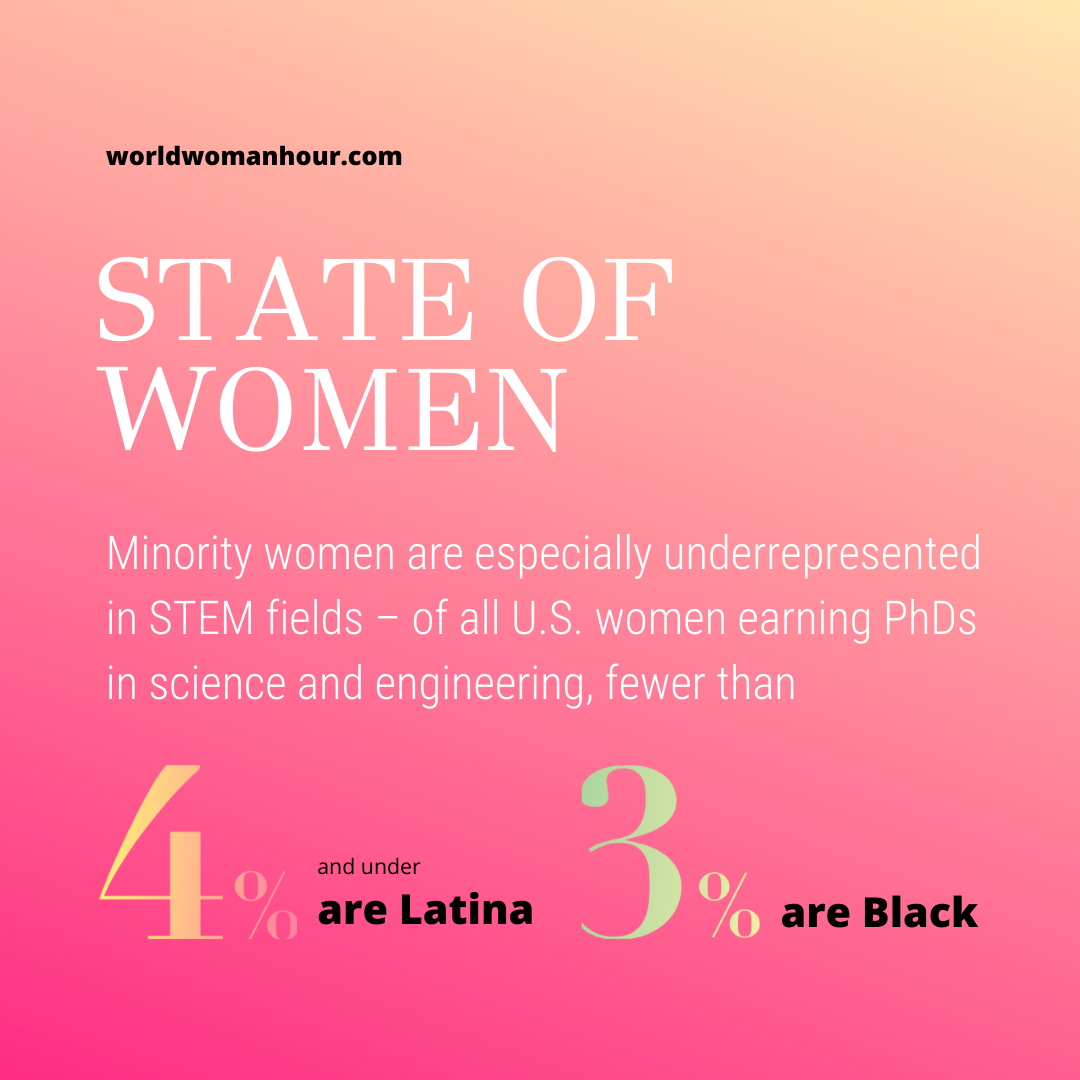 worldwomanhour.com
STATE OF
WOMEN
Minority women are especially underrepresented
in STEM fields – of all U.S. women earning PhDs
in science and engineering, fewer than
4% and under
are Latina
3% are Black